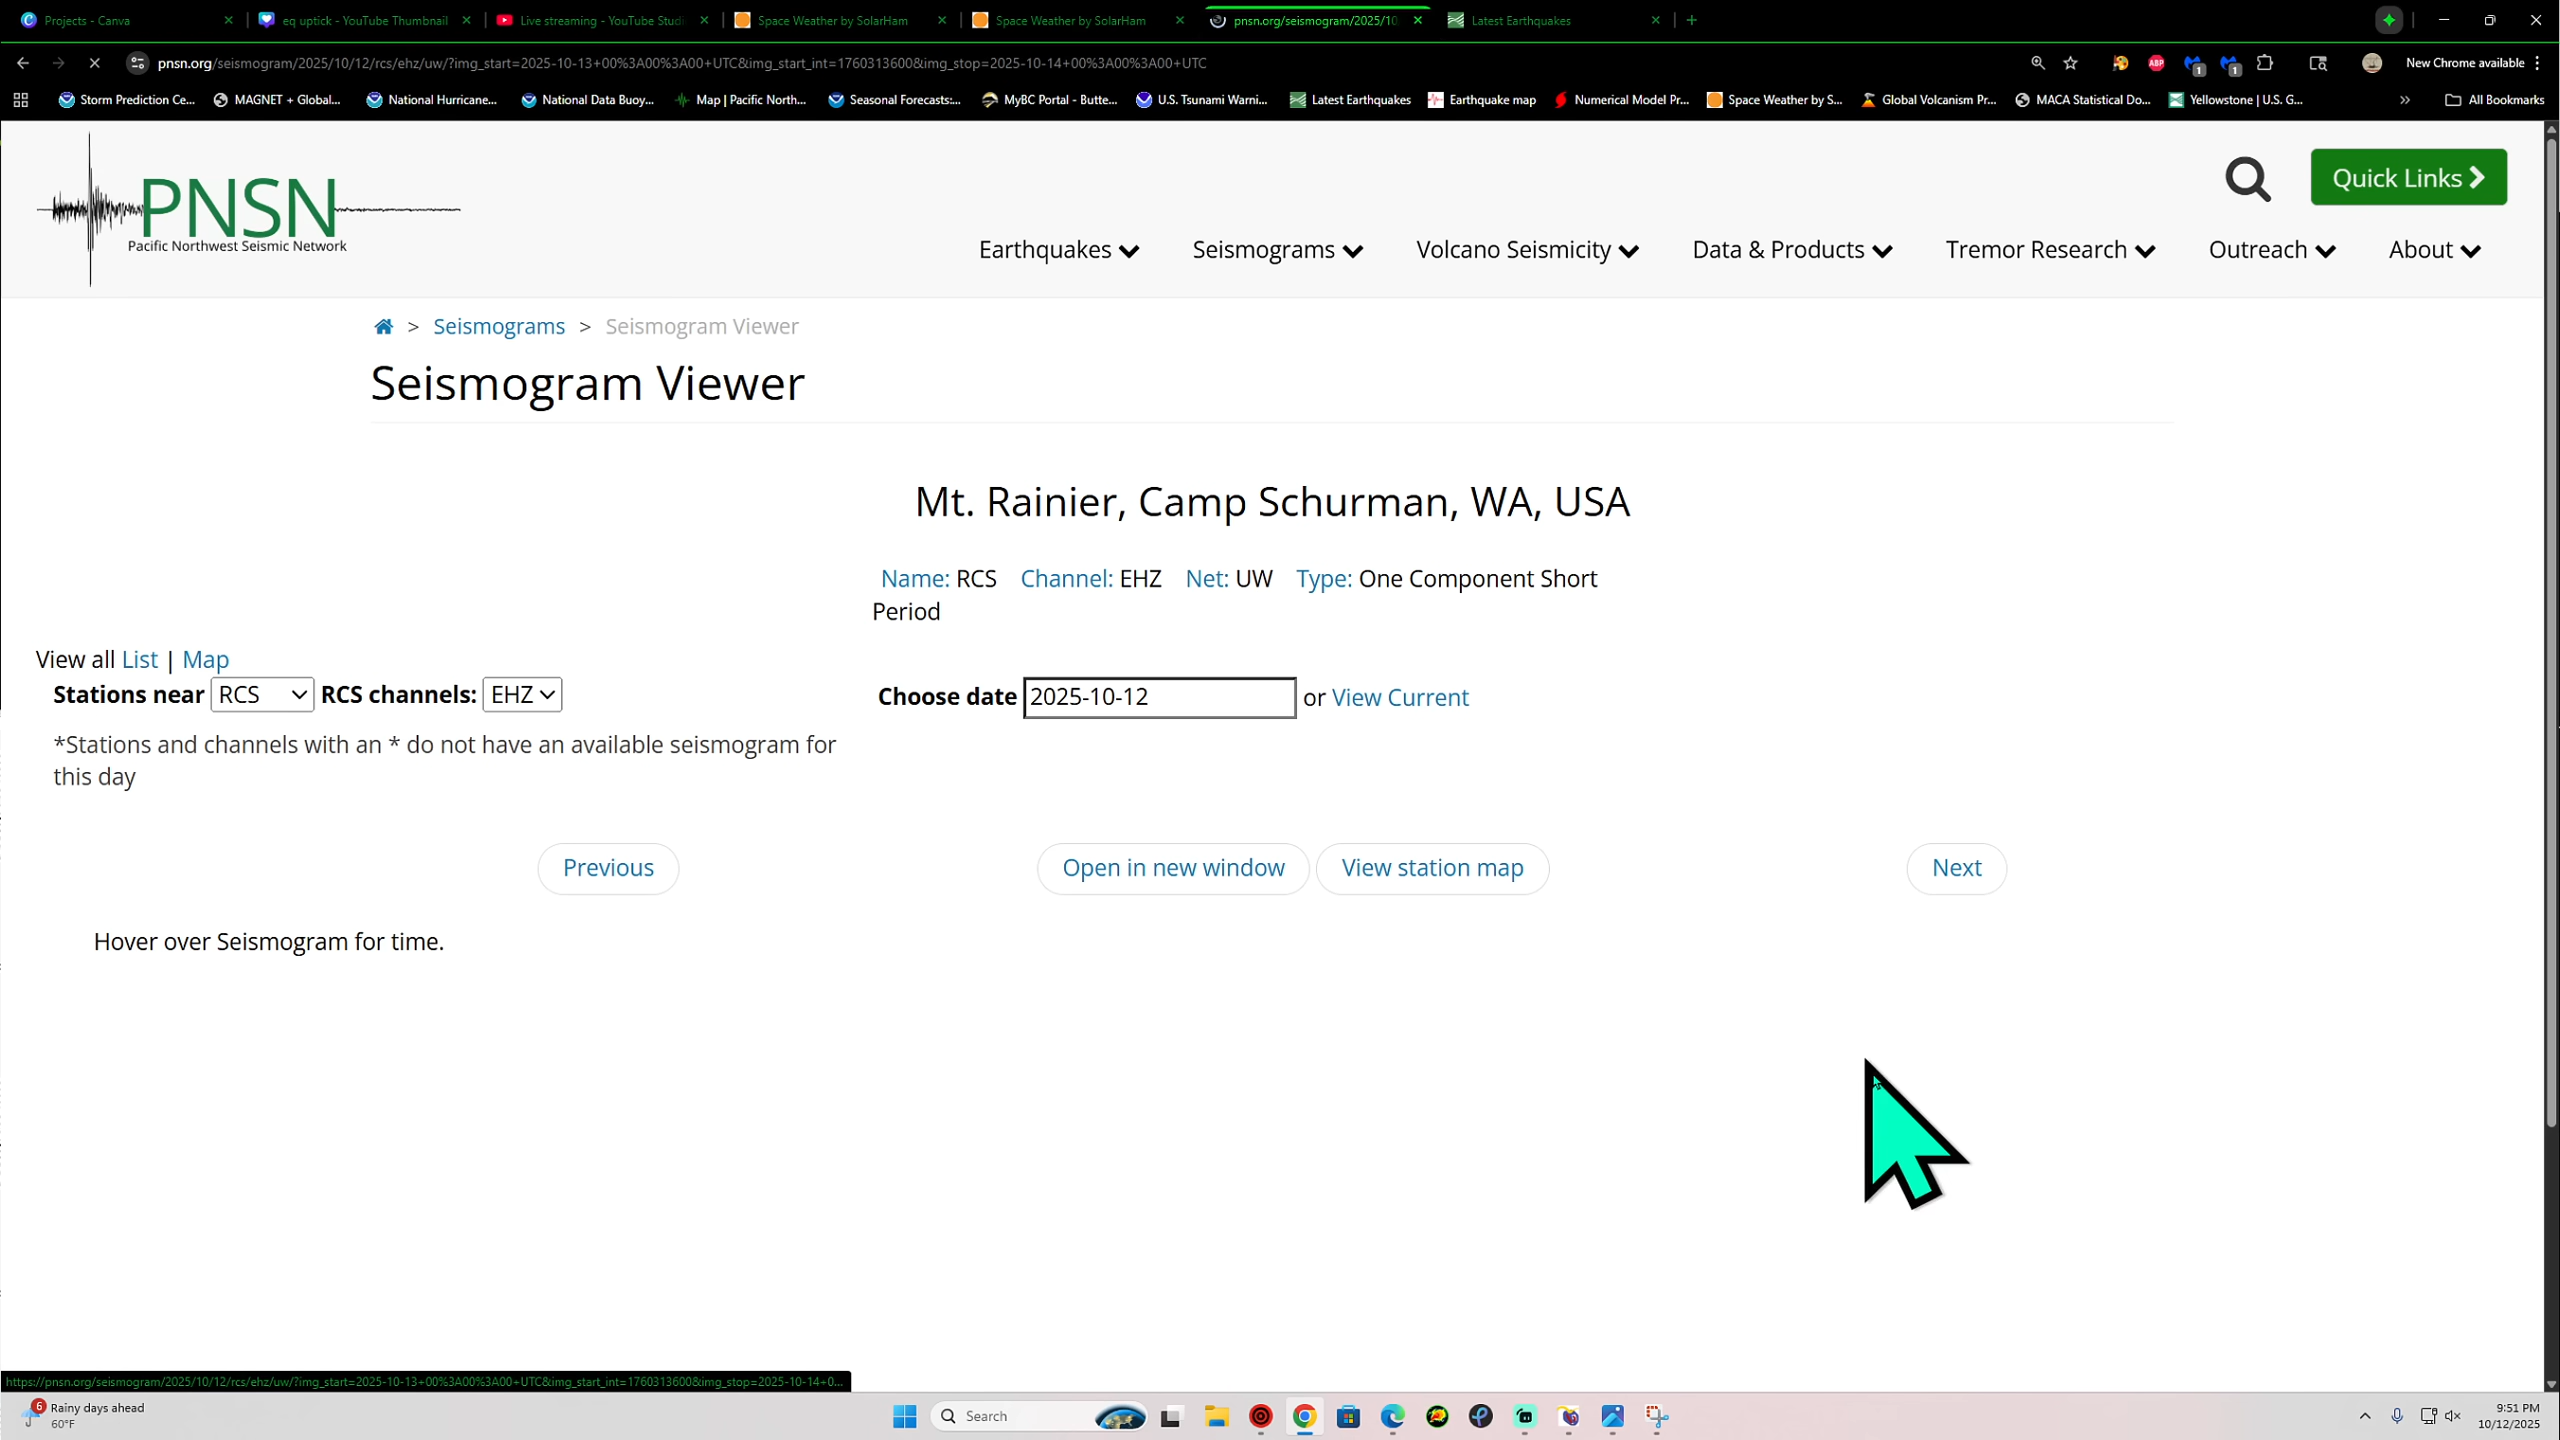 Projects - Canva
eq uptick - YouTube Thumbnail
Live streaming - YouTube Studi
Space Weather by SolarHam
Space Weather by SolarHam
pnsn.org/seismogram/2025/10
Latest Earthquakes
pnsn.org/seismogram/2025/10/12/rcs/ehz/uw/?img_start=2025-10-13+00%3A00%3A00+UTC&img_start_int=1760313600&img_stop=2025-10-14+00%3A00%3A00+UTC
ABP
1
1
New Chrome available
Storm Prediction Ce...
MAGNET + Global...
National Hurricane...
National Data Buoy...
Map | Pacific North...
Seasonal Forecasts:...
MyBC Portal - Butte...
U.S. Tsunami Warni...
Latest Earthquakes
Earthquake map
Numerical Model Pr...
Space Weather by S...
Global Volcanism Pr...
MACA Statistical Do...
Yellowstone | U.S. G...
»
All Bookmarks
PNSN
Pacific Northwest Seismic Network
Quick Links
Earthquakes
Seismograms
Volcano Seismicity
Data & Products
Tremor Research
Outreach
About
> Seismograms > Seismogram Viewer
Seismogram Viewer
Mt. Rainier, Camp Schurman, WA, USA
Name: RCS Channel: EHZ Net: UW Type: One Component Short
Period
View all List | Map
Stations near RCS RCS channels: EHZ
Choose date 2025-10-12 or View Current
*Stations and channels with an * do not have an available seismogram for
this day
Previous
Open in new window
View station map
Next
Hover over Seismogram for time.
https://pnsn.org/seismogram/2025/10/12/rcs/ehz/uw/?img_start=2025-10-13+00%3A00%3A00+UTC&img_start_int=1760313600&img_stop=2025-10-14+0...
6
Rainy days ahead
60°F
Search
9:51 PM
10/12/2025